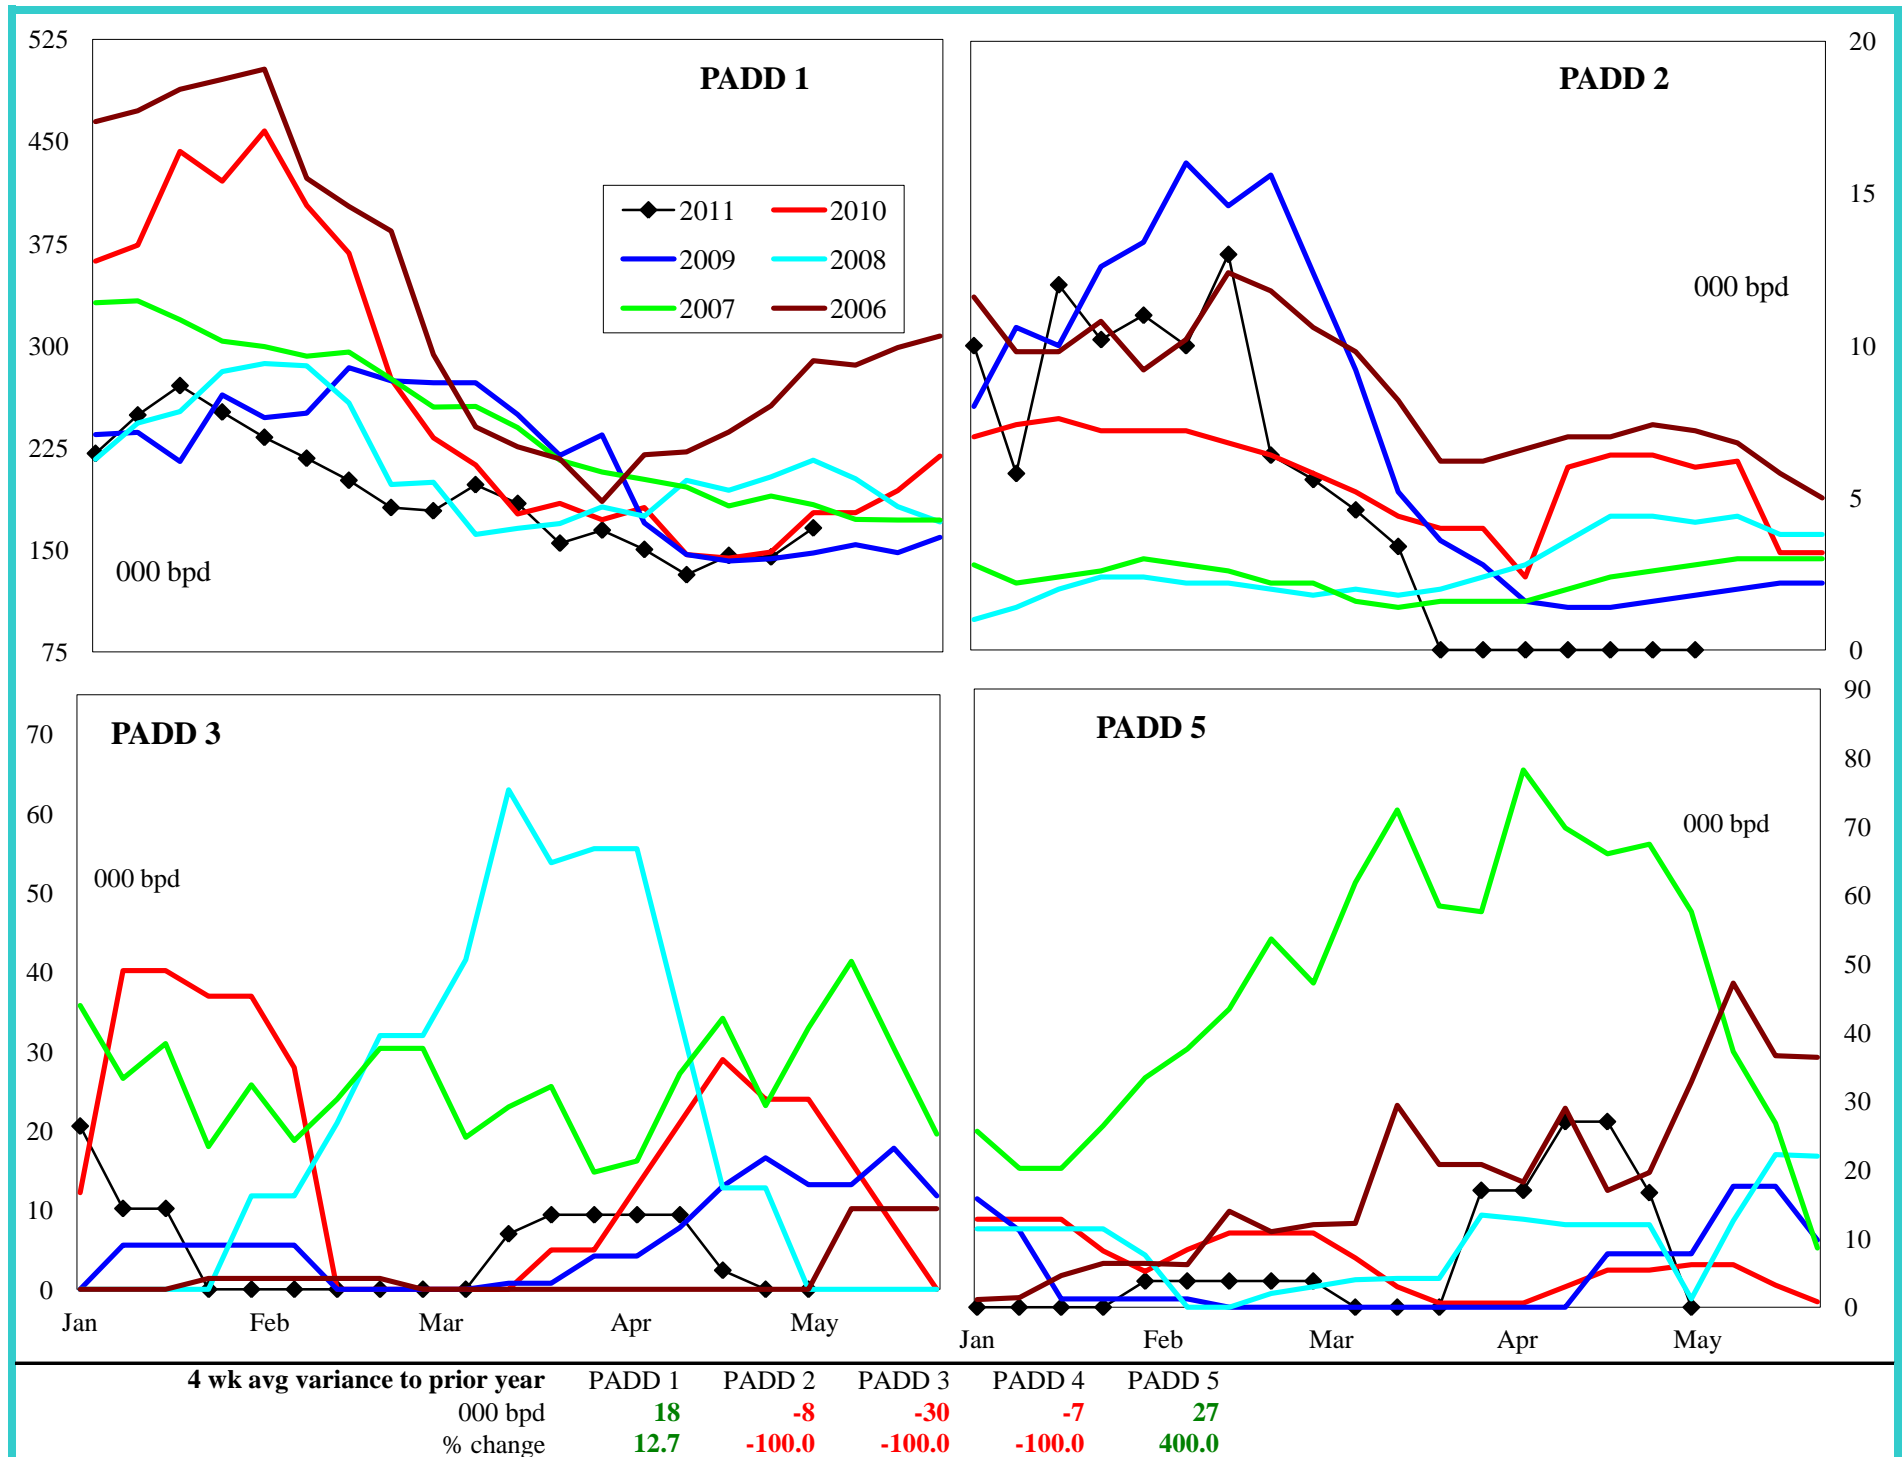 525
450
375
300
225
150
75
PADD 1
000 bpd
2011 2010
2009 2008
2007 2006
PADD 2
000 bpd
20
15
10
5
0
PADD 3
000 bpd
70
60
50
40
30
20
10
0
Jan Feb Mar Apr May
PADD 5
000 bpd
90
80
70
60
50
40
30
20
10
0
Jan Feb Mar Apr May
4 wk avg variance to prior year PADD 1 PADD 2 PADD 3 PADD 4 PADD 5
000 bpd 18 -8 -30 -7 27
% change 12.7 -100.0 -100.0 -100.0 400.0